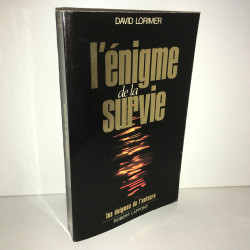 DAVID LORIMER
l'énigme
de la
survie
les énigmes de l'univers
ROBERT LAFFONT